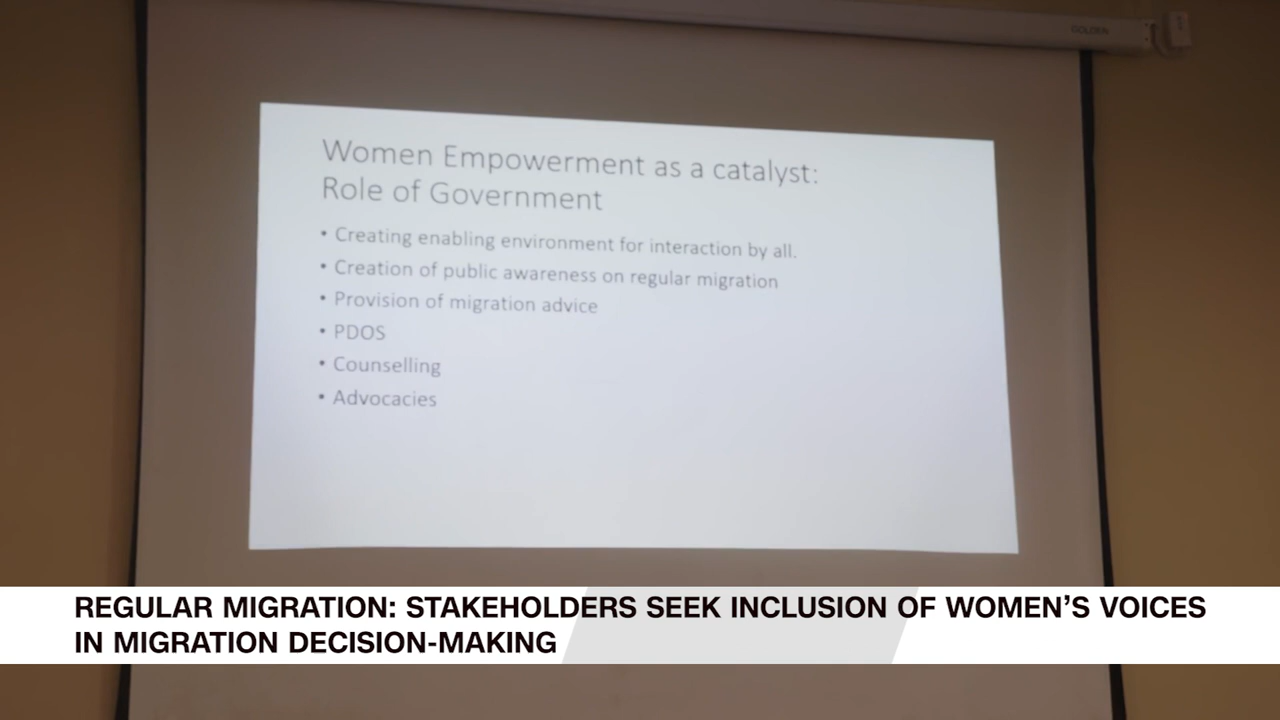 GOLDEN
Women Empowerment as a catalyst:
Role of Government
• Creating enabling environment for interaction by all.
• Creation of public awareness on regular migration
• Provision of migration advice
• PDOS
• Counselling
• Advocacies
REGULAR MIGRATION: STAKEHOLDERS SEEK INCLUSION OF WOMEN’S VOICES
IN MIGRATION DECISION-MAKING